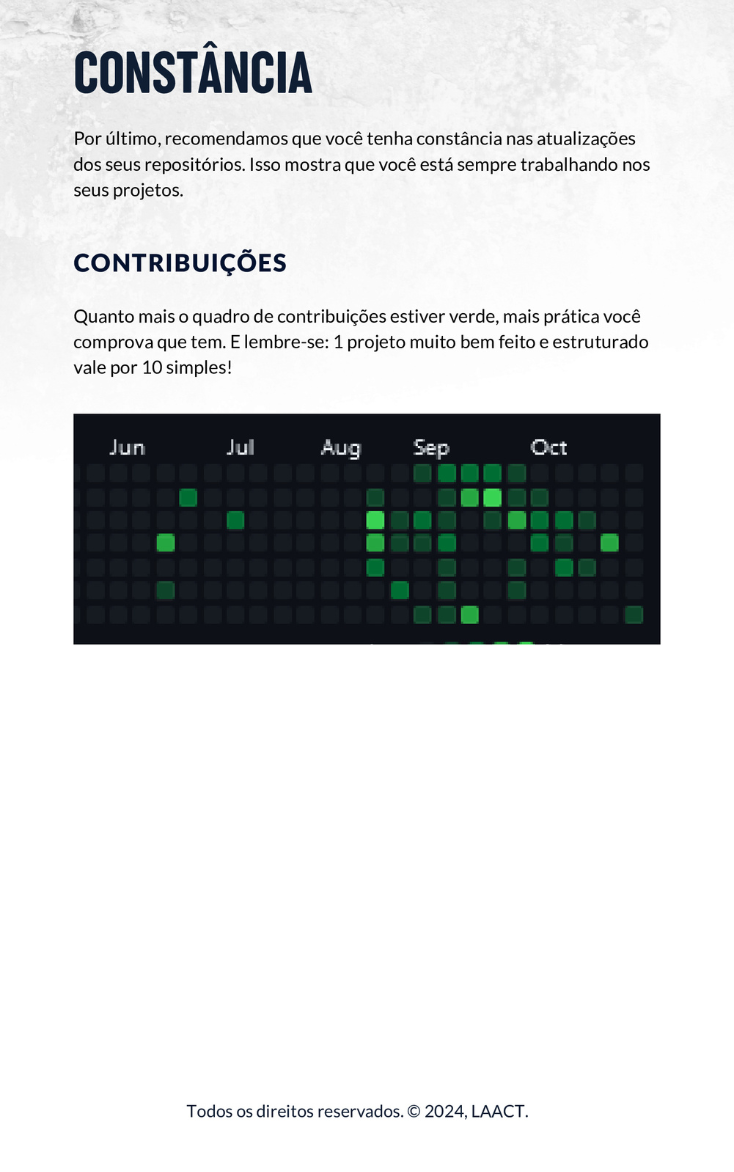 CONSTÂNCIA
Por último, recomendamos que você tenha constância nas atualizações
dos seus repositórios. Isso mostra que você está sempre trabalhando nos
seus projetos.
CONTRIBUIÇÕES
Quanto mais o quadro de contribuições estiver verde, mais prática você
comprova que tem. E lembre-se: 1 projeto muito bem feito e estruturado
vale por 10 simples!
Jun Jul Aug Sep Oct
Todos os direitos reservados. © 2024, LAACT.